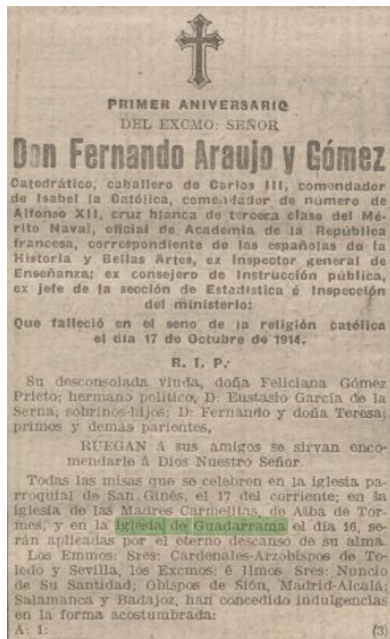 PRIMER ANIVERSARIO
DEL EXCMO: SEÑOR
Don Fernando Araujo y Gómez
Catedrático, caballero de Carlos III, comendador
de Isabel la Católica, comendador de número de
Alfonso XII, cruz blanca de tercera clase del Mé-
rito Naval, oficial de Academia de la República
francesa, correspondiente de las españolas de la
Historia y Bellas Artes, ex inspector general de
Enseñanza; ex consejero de Instrucción pública,
ex jefe de la sección de Estadística é Inspección
del ministerio:
Que falleció en el seno de la religión católica
el día 17 de Octubre de 1914.
R. I. P.
Su desconsolada viuda, doña Feliciana Gómez
Prieto; hermano político, D: Eustasio García de la
Serna; sobrinos-hijos: D: Fernando y doña Teresa;
primos y demás parientes,
RUEGAN á sus amigos se sirvan enco-
mendarle á Dios Nuestro Señor.
Todas las misas que se celebren en la iglesia pa-
rroquial de San Ginés, el 17 del corriente; en la
iglesia de las Madres Carmelitas, de Alba de Tor-
mes, y en la iglesia de Guadarrama el día 16, se-
rán aplicadas por el eterno descanso de su alma.
Los Emmos: Sres: Cardenales-Arzobispos de To-
ledo y Sevilla, los Excmos: é Ilmos Sres: Nuncio
de Su Santidad; Obispos de Sión, Madrid-Alcalá;
Salamanca y Badajoz, han concedido indulgencias
en la forma acostumbrada:
A: 1: (3)